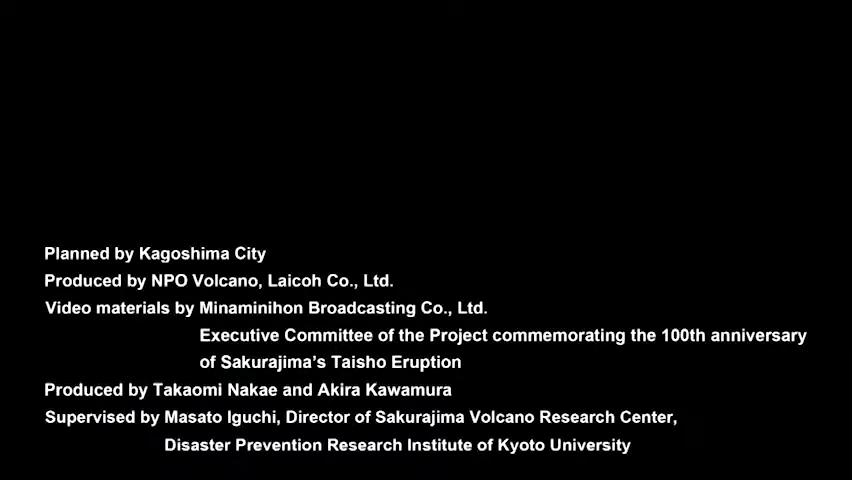 Planned by Kagoshima City
Produced by NPO Volcano, Laicoh Co., Ltd.
Video materials by Minaminihon Broadcasting Co., Ltd.
Executive Committee of the Project commemorating the 100th anniversary
of Sakurajima’s Taisho Eruption
Produced by Takaomi Nakae and Akira Kawamura
Supervised by Masato Iguchi, Director of Sakurajima Volcano Research Center,
Disaster Prevention Research Institute of Kyoto University